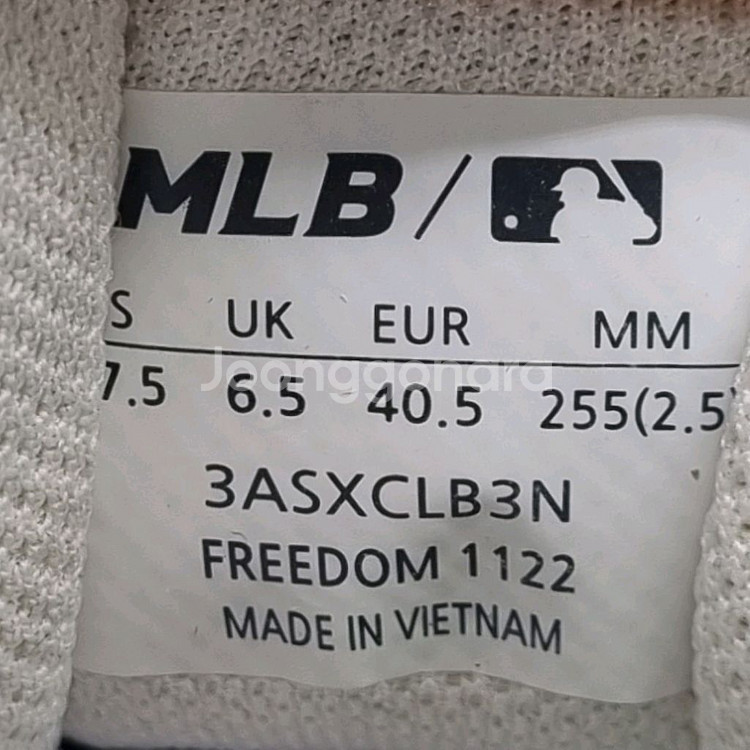 MLB /
S UK EUR MM
7.5 6.5 40.5 255(2.5
Joonggonara
3ASXCLB3N
FREEDOM 1122
MADE IN VIETNAM